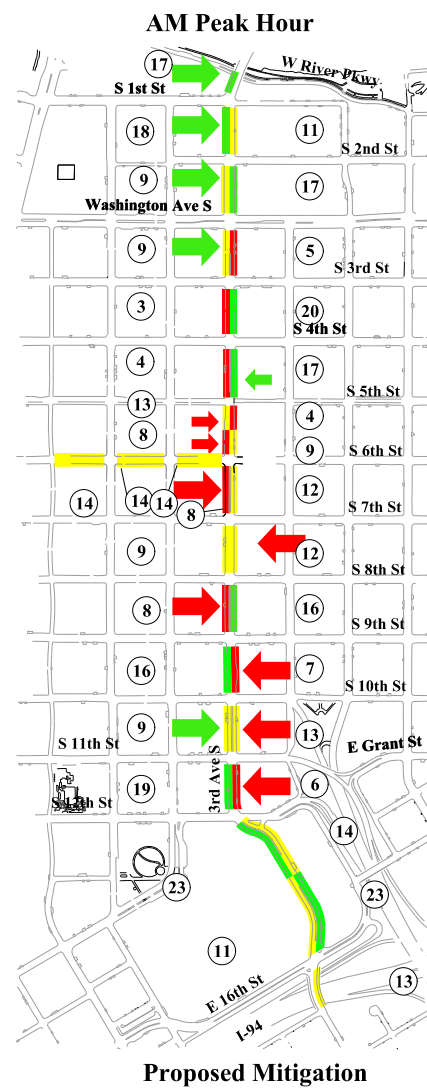 AM Peak Hour
W River Pkwy
17
S 1st St
18
11
S 2nd St
9
17
Washington Ave S
9
5
S 3rd St
3
20
S 4th St
4
17
S 5th St
13
4
8
9
S 6th St
14
14
14
12
8
S 7th St
9
12
S 8th St
8
16
S 9th St
16
7
S 10th St
9
13
S 11th St
E Grant St
3rd Ave S
19
6
S 12th St
14
23
23
11
13
E 16th St
I-94
Proposed Mitigation